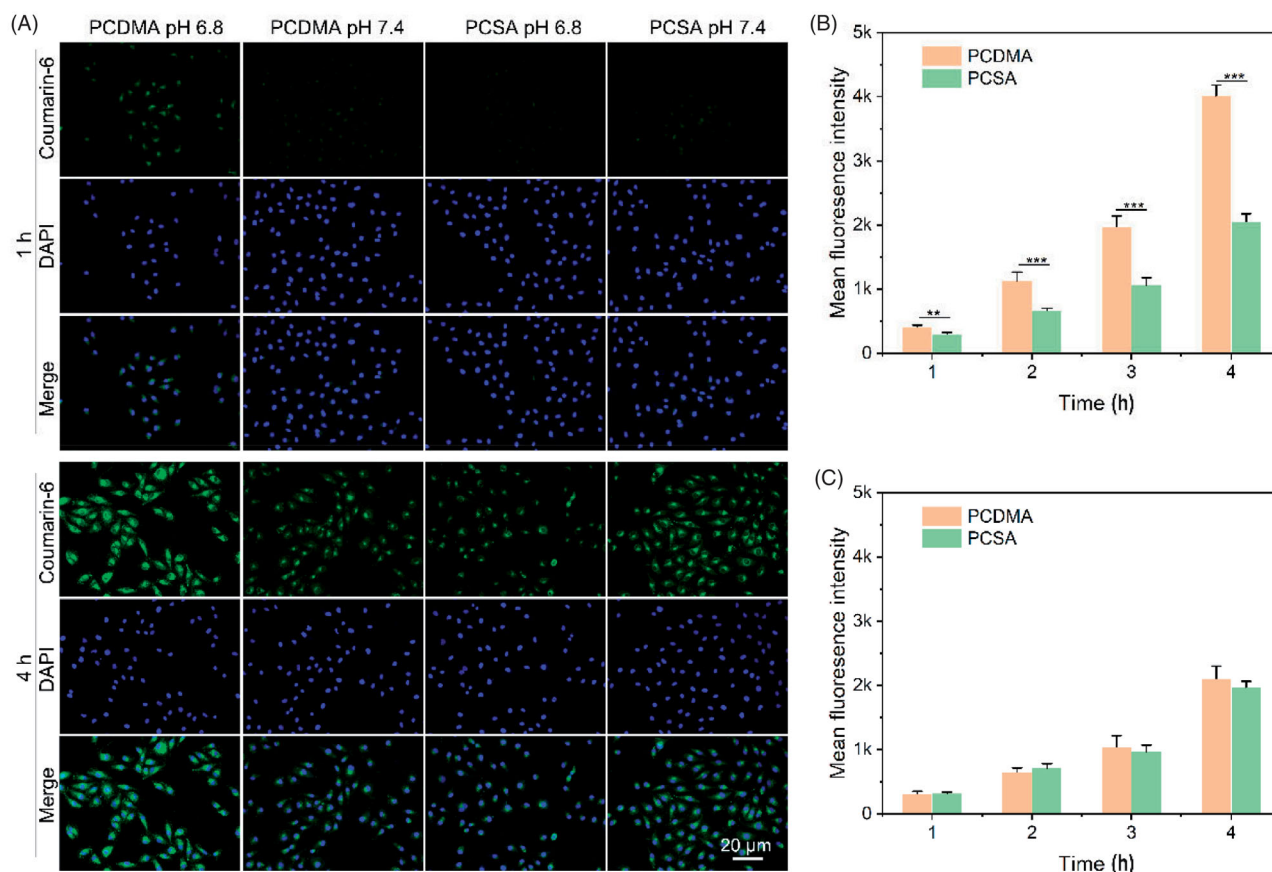 (A)
PCDMA pH 6.8 PCDMA pH 7.4 PCSA pH 6.8 PCSA pH 7.4
1 h
Coumarin-6
DAPI
Merge
4 h
Coumarin-6
DAPI
Merge
20 µm
(B)
Mean fluoresence intensity
5k
4k
3k
2k
1k
0
PCDMA
PCSA
**
***
***
***
1 2 3 4
Time (h)
(C)
Mean fluoresence intensity
5k
4k
3k
2k
1k
0
PCDMA
PCSA
1 2 3 4
Time (h)